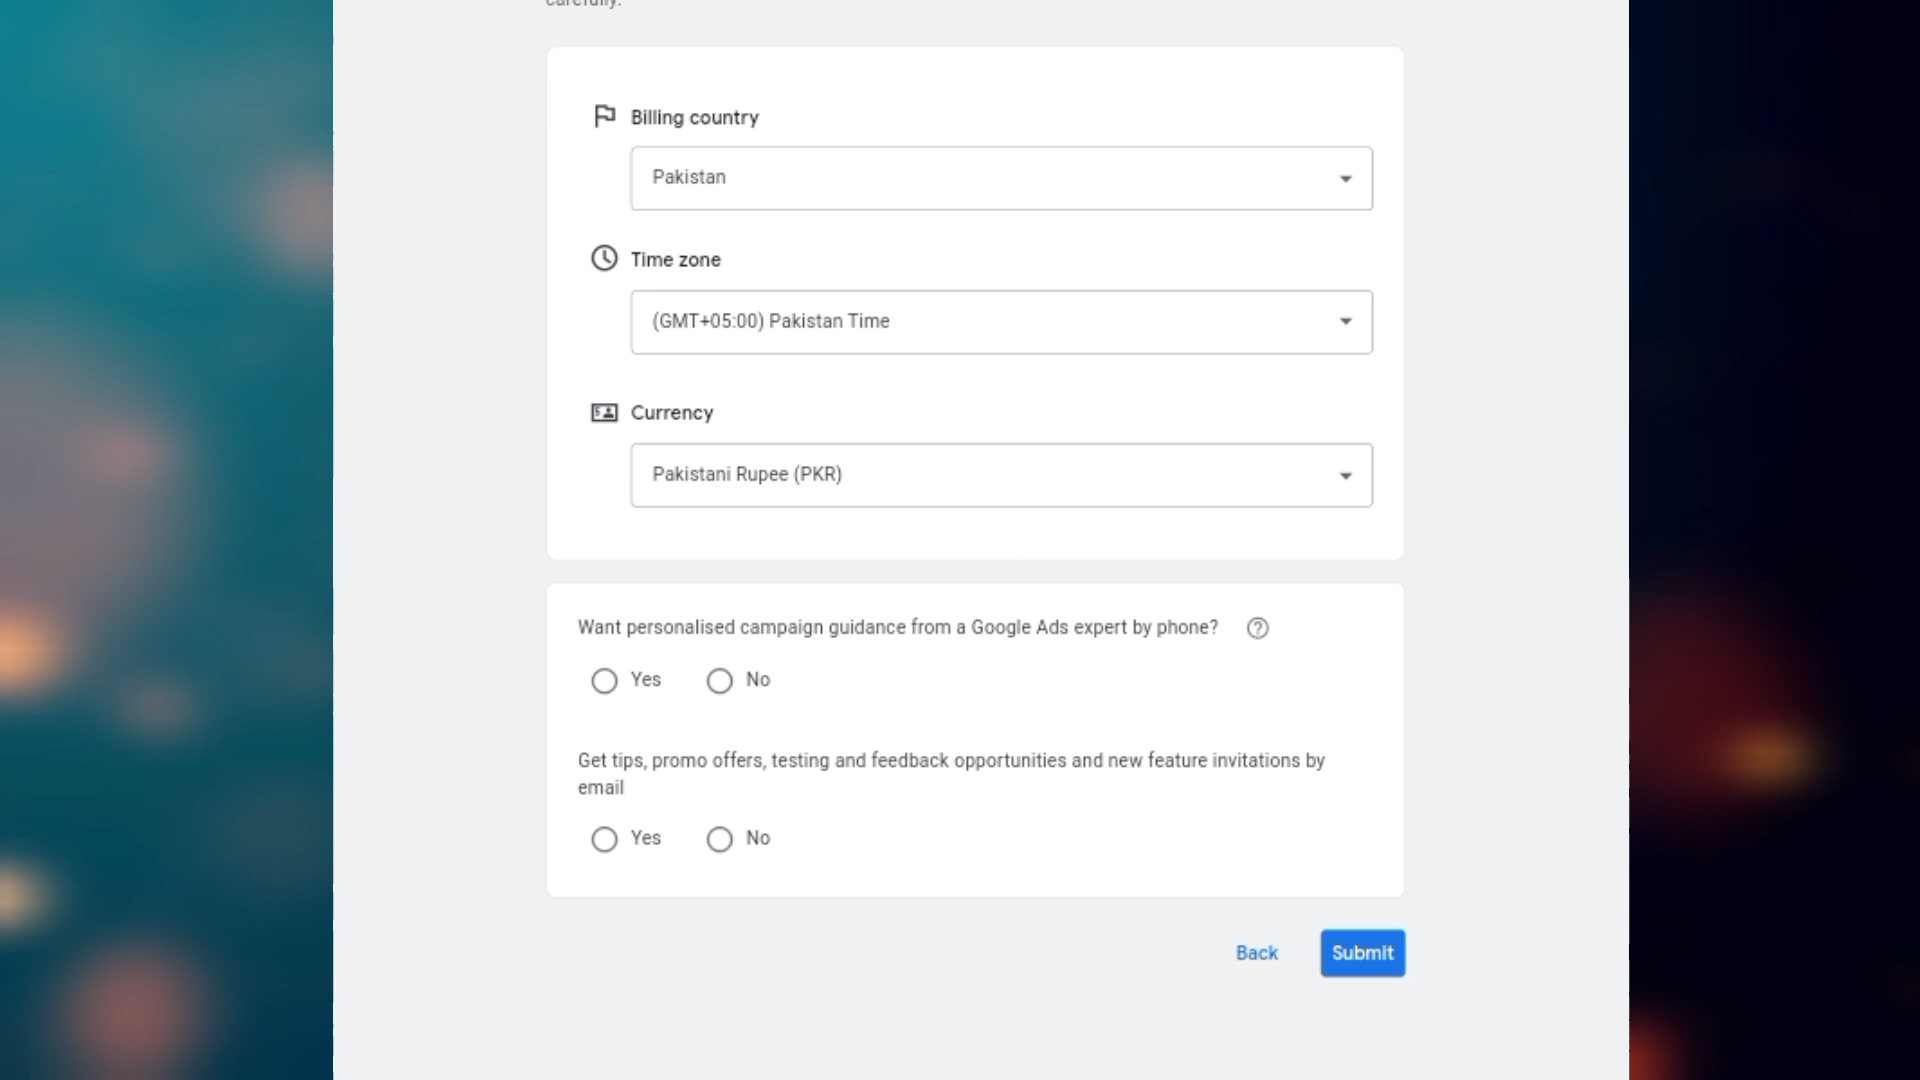 carefully.
Billing country
Pakistan
Time zone
(GMT+05:00) Pakistan Time
Currency
Pakistani Rupee (PKR)
Want personalised campaign guidance from a Google Ads expert by phone?
Yes No
Get tips, promo offers, testing and feedback opportunities and new feature invitations by
email
Yes No
Back Submit